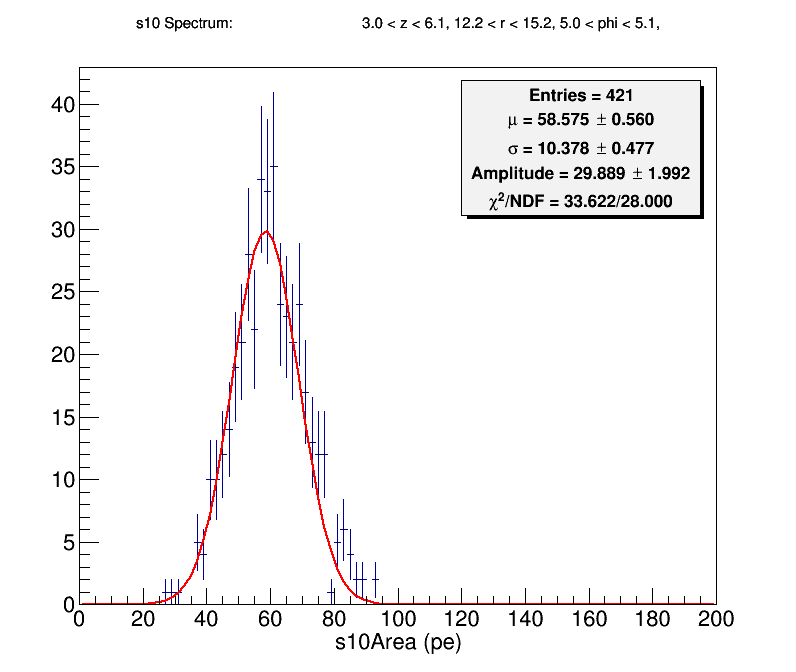 s10 Spectrum: 3.0 < z < 6.1, 12.2 < r < 15.2, 5.0 < phi < 5.1,
Entries = 421
μ = 58.575 ± 0.560
σ = 10.378 ± 0.477
Amplitude = 29.889 ± 1.992
χ²/NDF = 33.622/28.000
40
35
30
25
20
15
10
5
0
0 20 40 60 80 100 120 140 160 180 200
s10Area (pe)